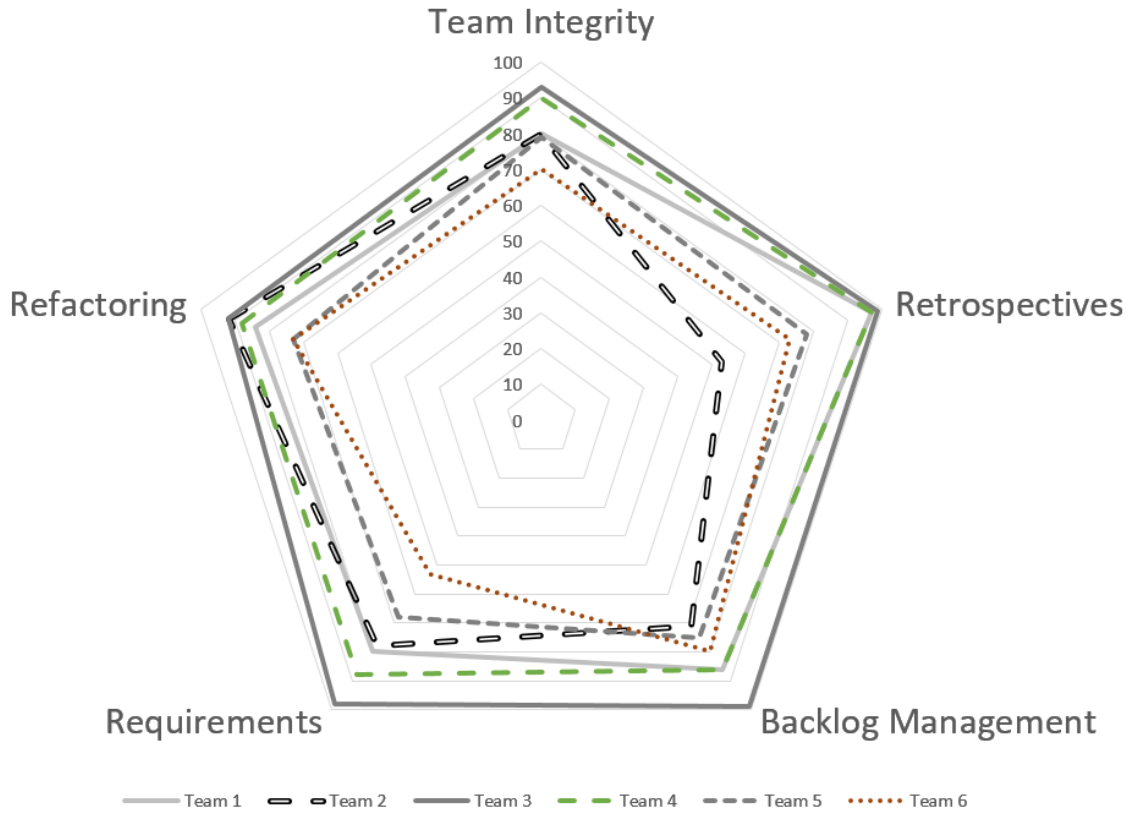 Team Integrity
100
90
80
70
60
50
40
30
20
10
0
Refactoring
Retrospectives
Requirements
Backlog Management
Team 1 Team 2 Team 3 Team 4 Team 5 Team 6